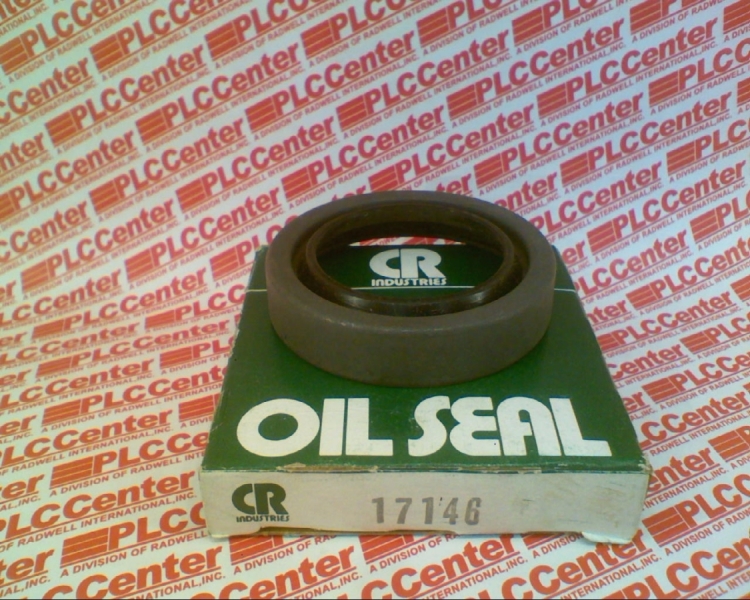 CR
INDUSTRIES
OIL SEAL
CR
INDUSTRIES
17146
PLCCenter
A DIVISION OF RADWELL INTERNATIONAL, INC.